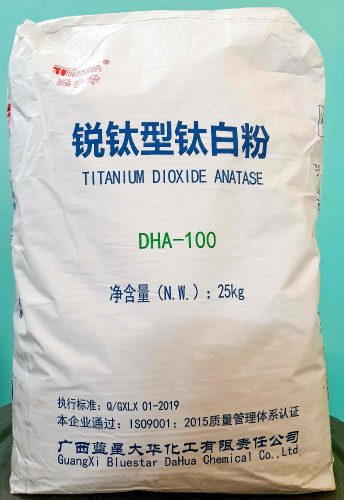 锐钛型钛白粉
TITANIUM DIOXIDE ANATASE
DHA-100
净含量（N.W.）：25kg
执行标准：Q/GXLX 01-2019
本企业通过：ISO9001：2015质量管理体系认证
广西蓝星大华化工有限责任公司
GuangXi Bluestar DaHua Chemical Co.,Ltd